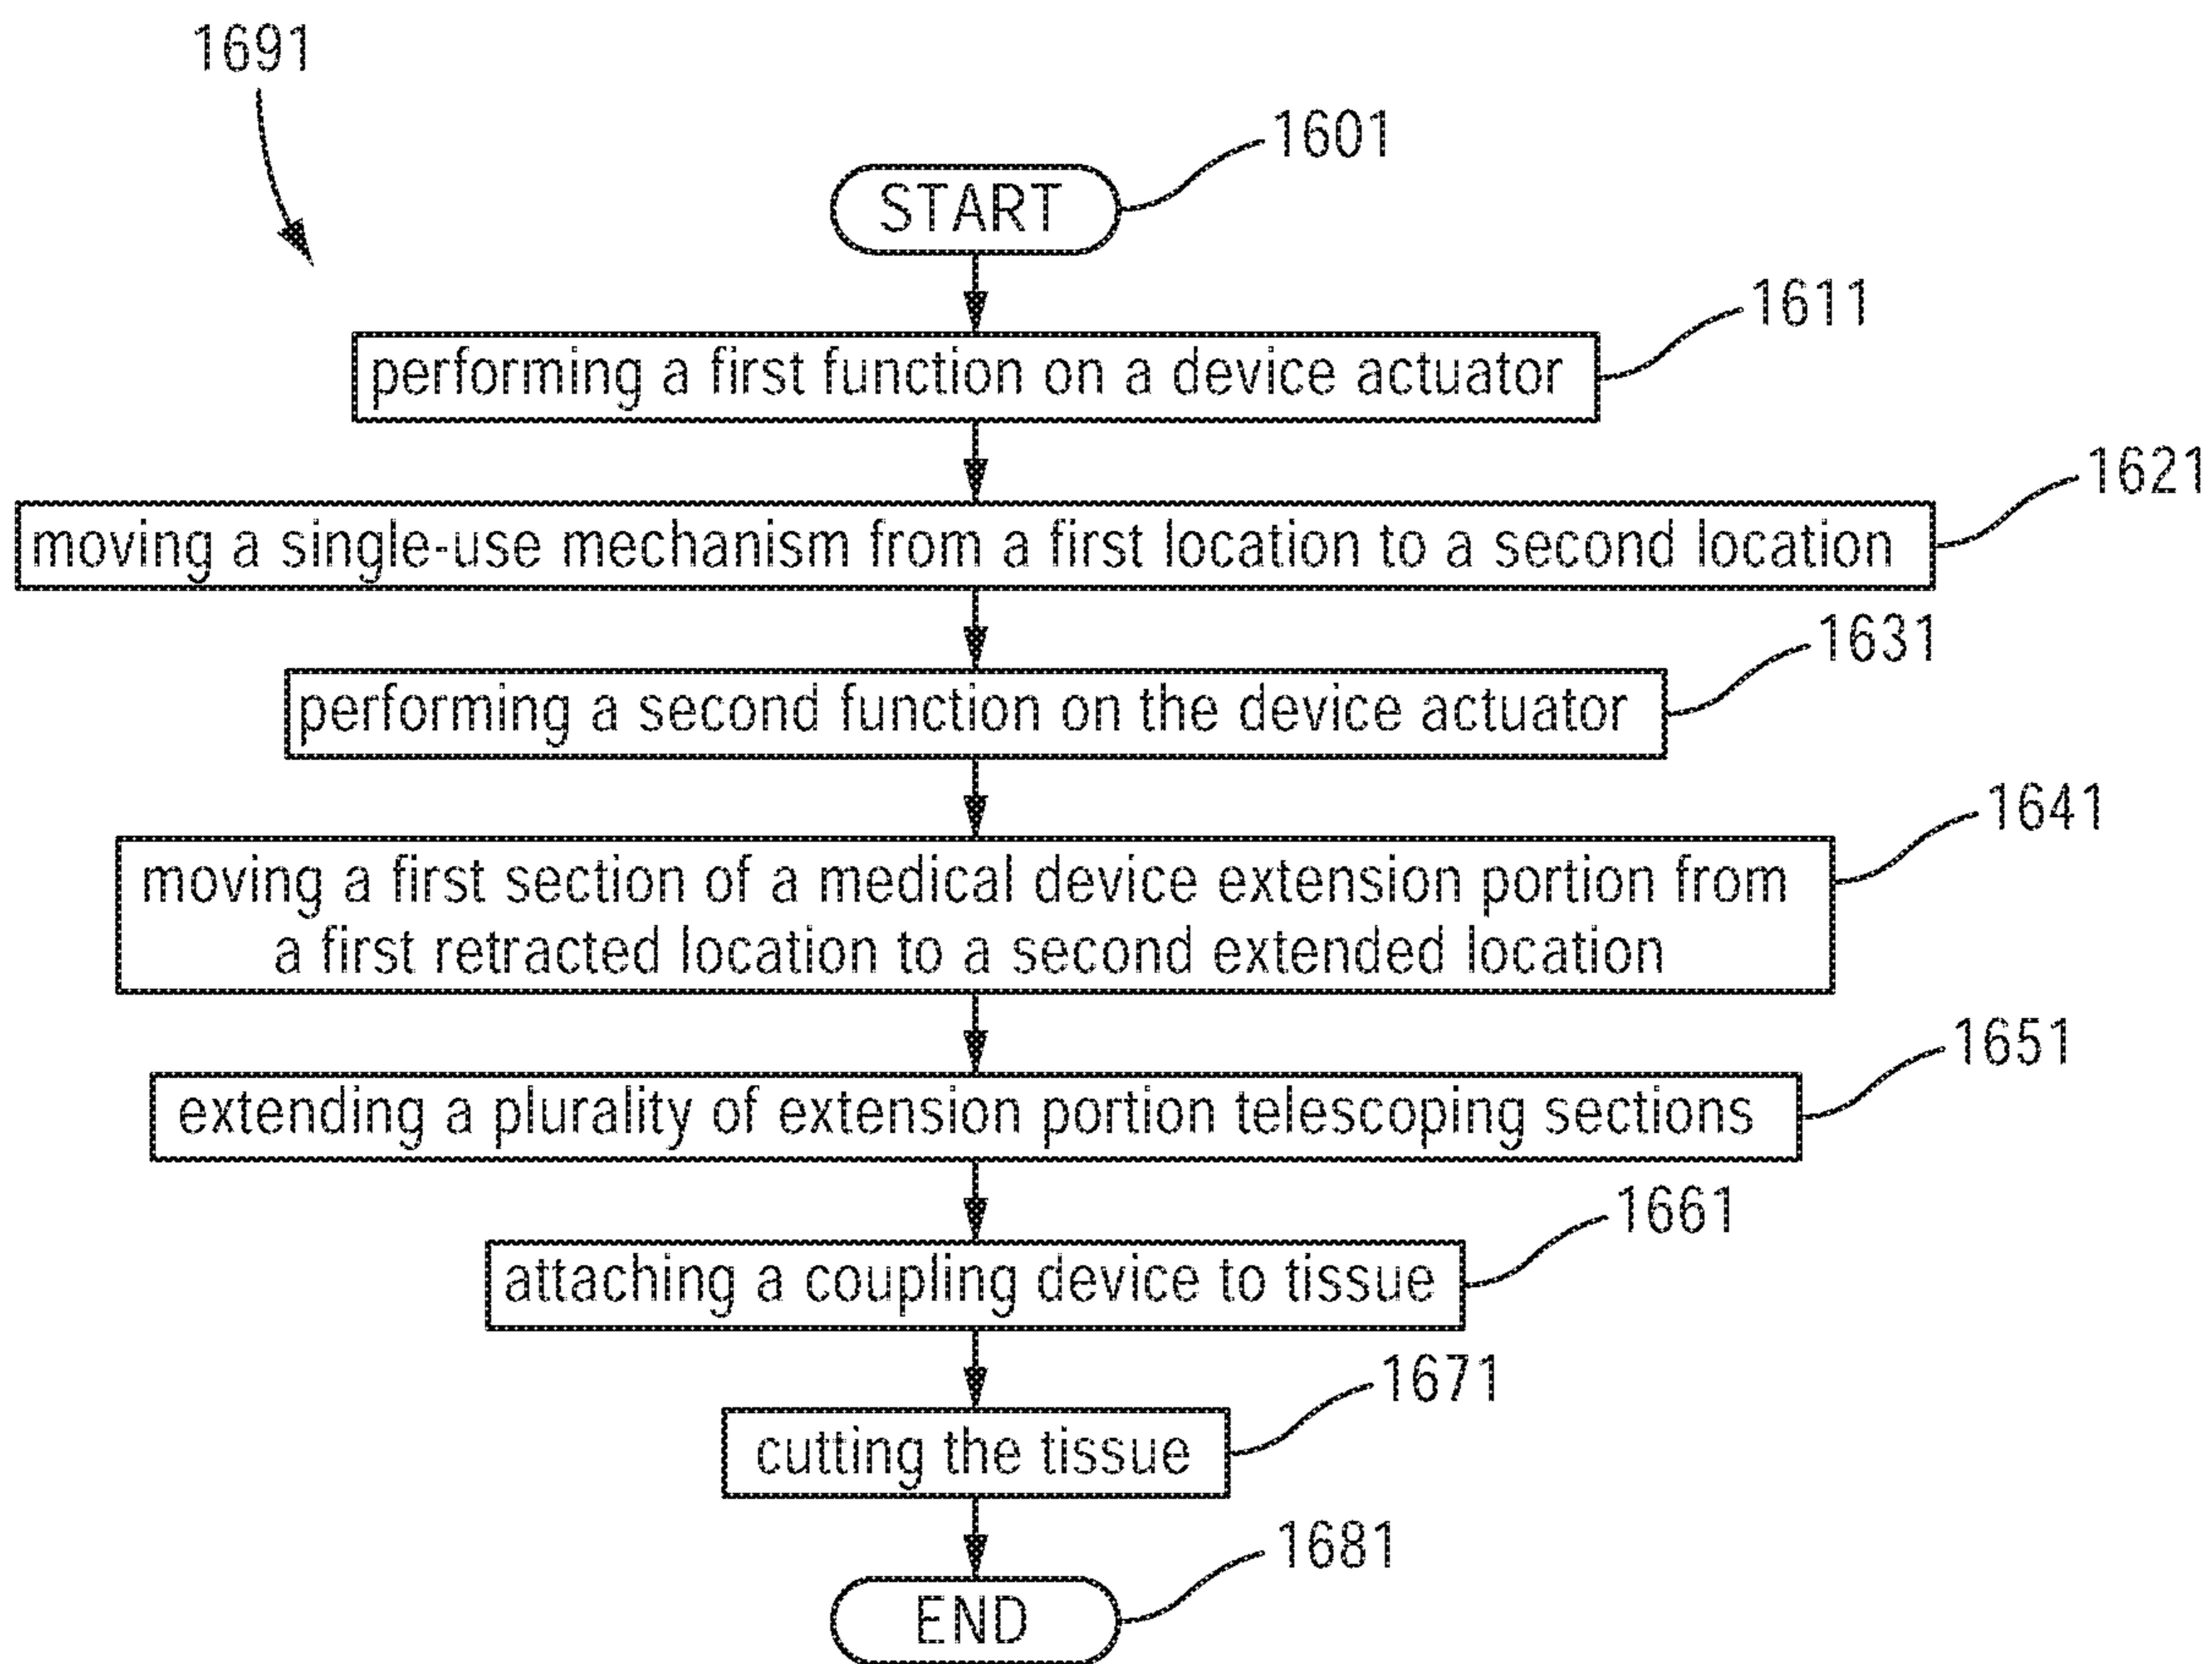 1691
1601
START
1611
performing a first function on a device actuator
1621
moving a single-use mechanism from a first location to a second location
1631
performing a second function on the device actuator
1641
moving a first section of a medical device extension portion from
a first retracted location to a second extended location
1651
extending a plurality of extension portion telescoping sections
1661
attaching a coupling device to tissue
1671
cutting the tissue
1681
END